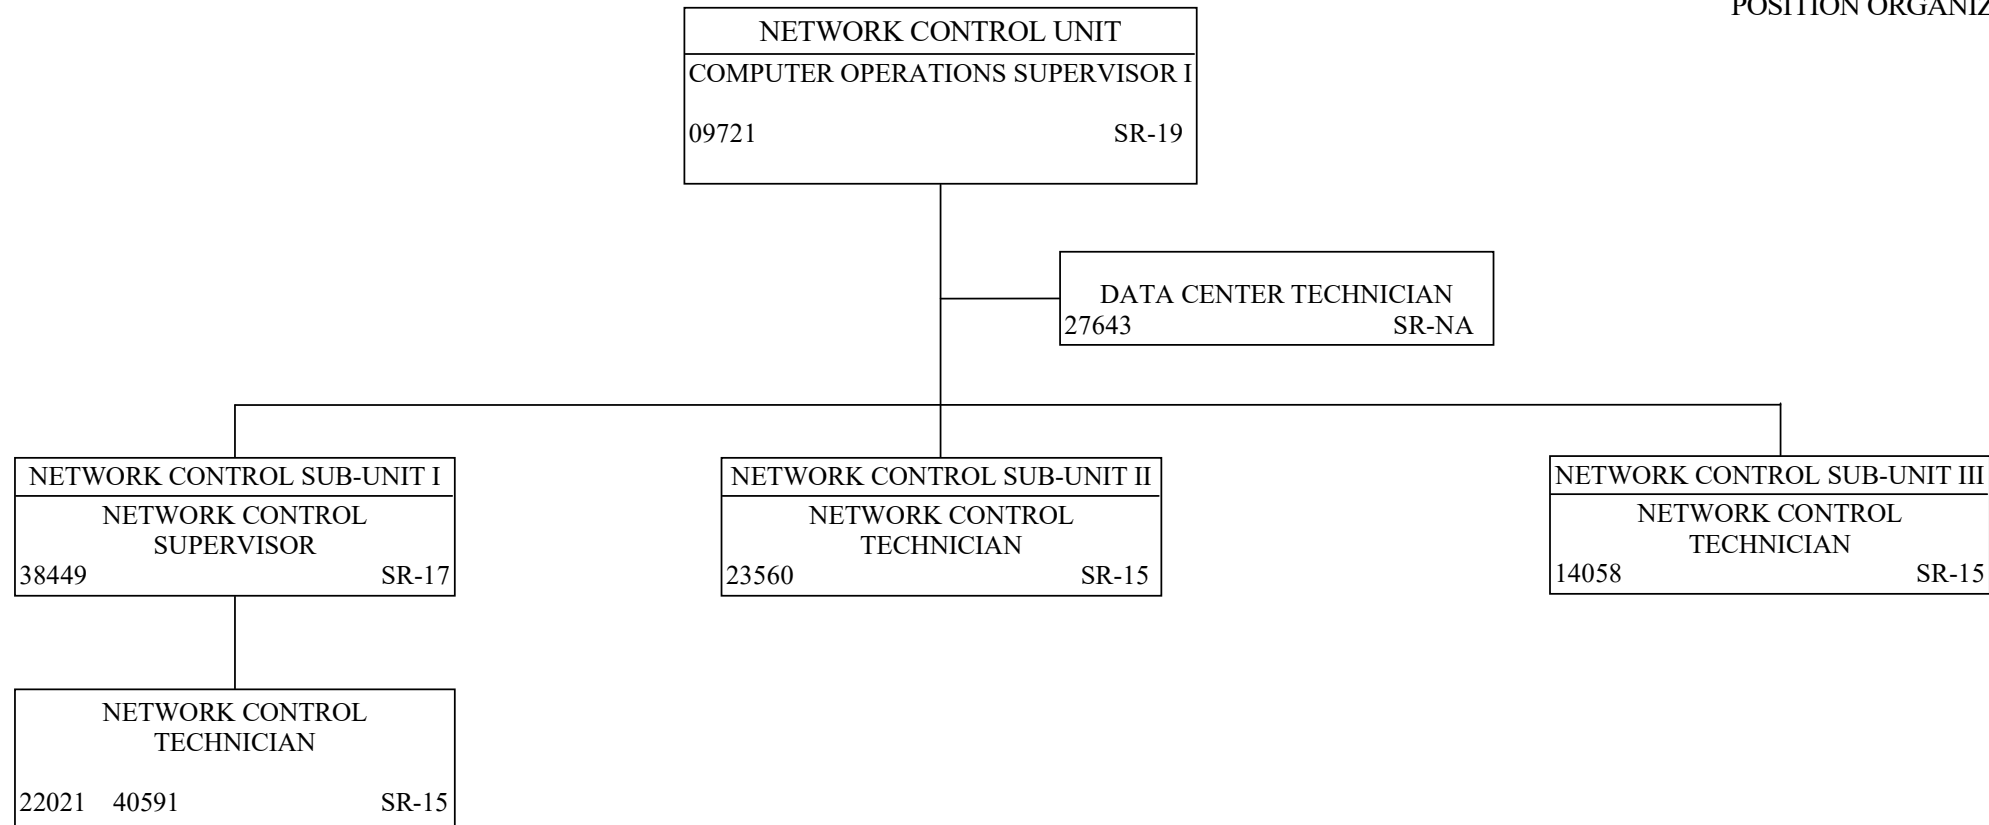 POSITION ORGANIZ
NETWORK CONTROL UNIT
COMPUTER OPERATIONS SUPERVISOR I
09721 SR-19
DATA CENTER TECHNICIAN
27643 SR-NA
NETWORK CONTROL SUB-UNIT I
NETWORK CONTROL
SUPERVISOR
38449 SR-17
NETWORK CONTROL SUB-UNIT II
NETWORK CONTROL
TECHNICIAN
23560 SR-15
NETWORK CONTROL SUB-UNIT III
NETWORK CONTROL
TECHNICIAN
14058 SR-15
NETWORK CONTROL
TECHNICIAN
22021 40591 SR-15